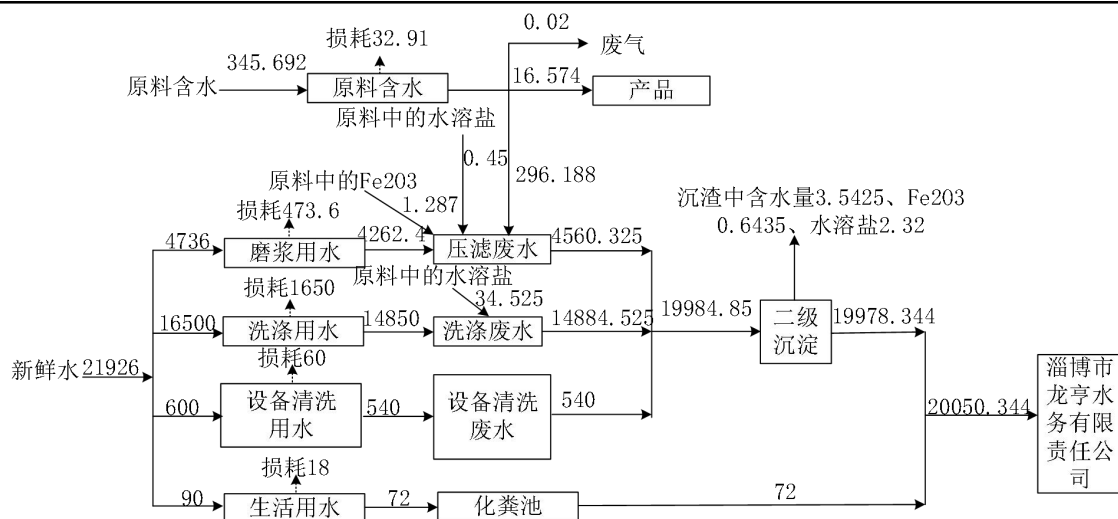 0.02
废气
损耗32.91
345.692
原料含水
原料含水
16.574
产品
原料中的水溶盐
0.45
296.188
原料中的Fe203
1.287
沉渣中含水量3.5425、Fe203
0.6435、水溶盐2.32
损耗473.6
4736
磨浆用水
4262.4
压滤废水
4560.325
原料中的水溶盐
34.525
损耗1650
16500
洗涤用水
14850
洗涤废水
14884.525
19984.85
二级
沉淀
19978.344
新鲜水
21926
损耗60
600
设备清洗
用水
540
设备清洗
废水
540
20050.344
淄博市
龙亨水
务有限
责任公
司
损耗18
90
生活用水
72
化粪池
72